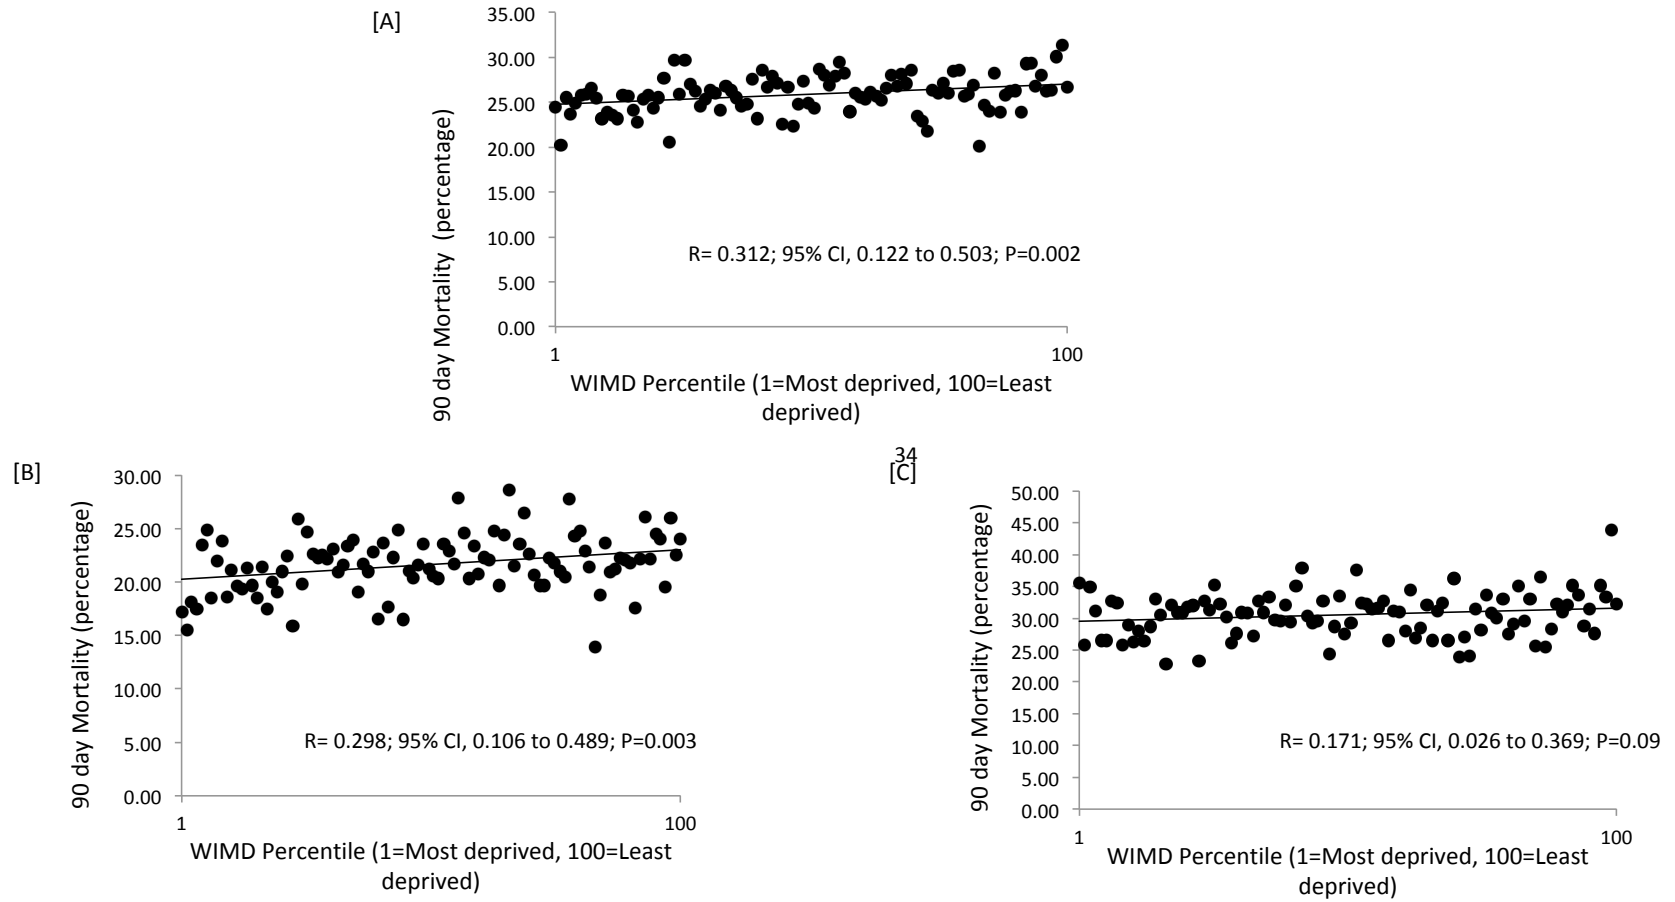 [A]
35.00
30.00
25.00
20.00
15.00
10.00
5.00
0.00
90 day Mortality (percentage)
R= 0.312; 95% CI, 0.122 to 0.503; P=0.002
1
100
WIMD Percentile (1=Most deprived, 100=Least
deprived)
34
[B]
30.00
25.00
20.00
15.00
10.00
5.00
0.00
90 day Mortality (percentage)
R= 0.298; 95% CI, 0.106 to 0.489; P=0.003
1
100
WIMD Percentile (1=Most deprived, 100=Least
deprived)
[C]
50.00
45.00
40.00
35.00
30.00
25.00
20.00
15.00
10.00
5.00
0.00
90 day Mortality (percentage)
R= 0.171; 95% CI, 0.026 to 0.369; P=0.09
1
100
WIMD Percentile (1=Most deprived, 100=Least
deprived)